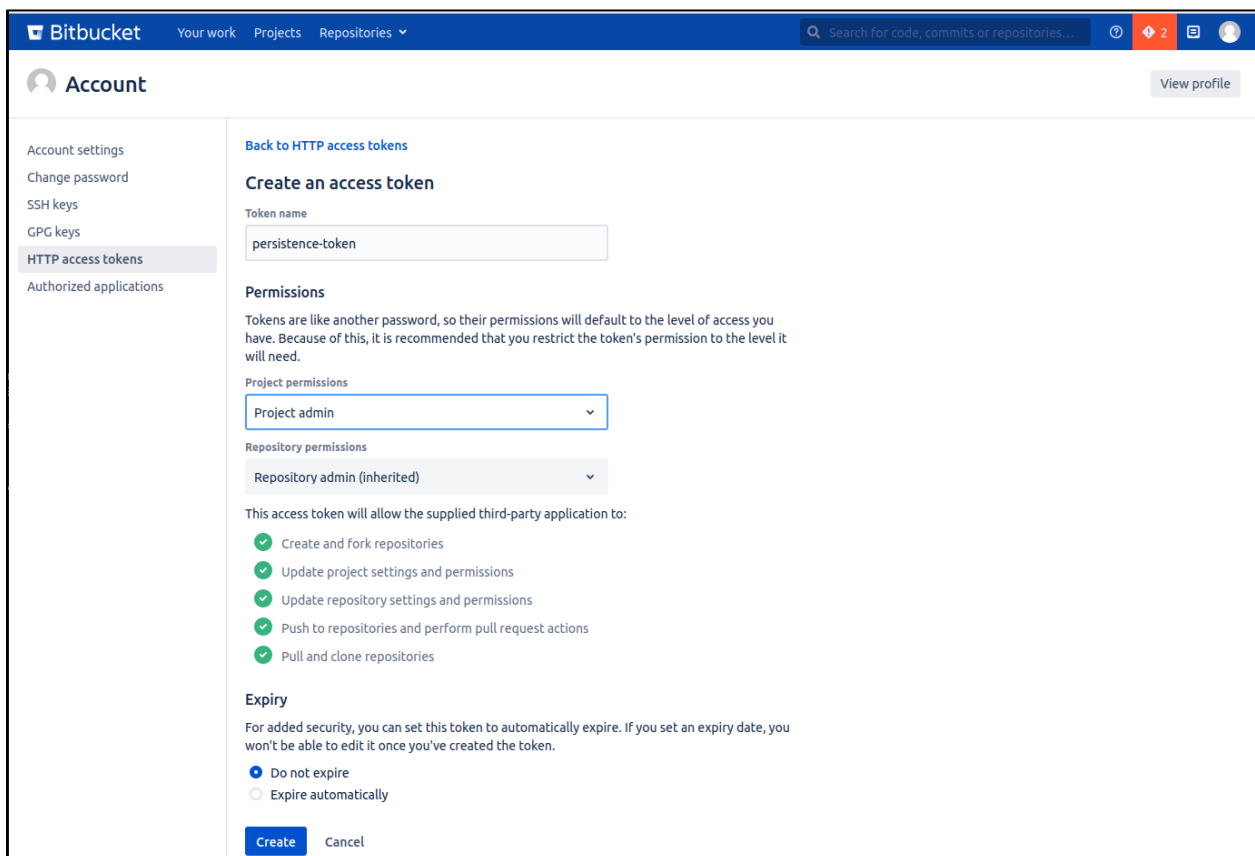 Bitbucket Your work Projects Repositories Search for code, commits or repositories... 2
Account View profile
Account settings
Change password
SSH keys
GPG keys
HTTP access tokens
Authorized applications
Back to HTTP access tokens
Create an access token
Token name
persistence-token
Permissions
Tokens are like another password, so their permissions will default to the level of access you
have. Because of this, it is recommended that you restrict the token's permission to the level it
will need.
Project permissions
Project admin
Repository permissions
Repository admin (inherited)
This access token will allow the supplied third-party application to:
Create and fork repositories
Update project settings and permissions
Update repository settings and permissions
Push to repositories and perform pull request actions
Pull and clone repositories
Expiry
For added security, you can set this token to automatically expire. If you set an expiry date, you
won't be able to edit it once you've created the token.
Do not expire
Expire automatically
Create Cancel